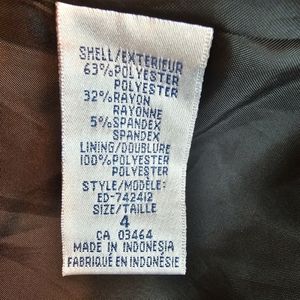 SHELL/EXTERIEUR
63%POLYESTER
POLYESTER
32%RAYON
RAYONNE
5%SPANDEX
SPANDEX
LINING/DOUBLURE
100%POLYESTER
POLYESTER
STYLE/MODÈLE:
ED-742412
SIZE/TAILLE
4
CA 03464
MADE IN INDONESIA
FABRIQUÉ EN INDONÉSIE